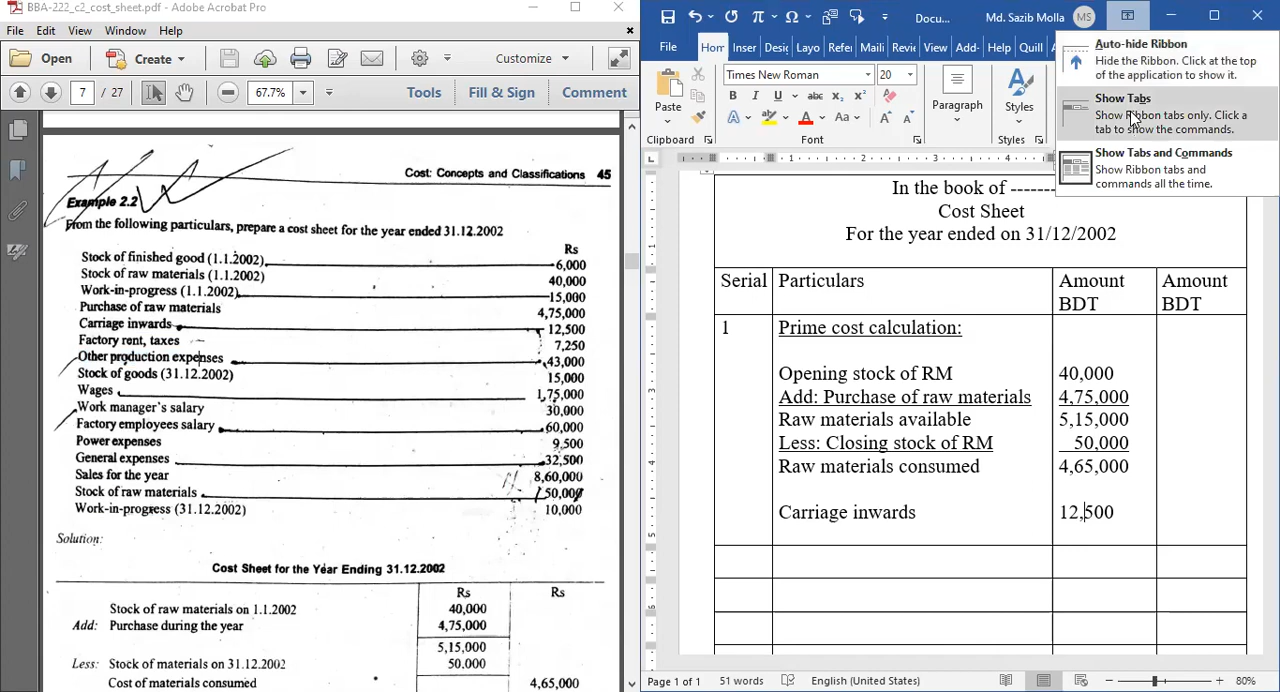 BBA-222_c2_cost_sheet.pdf - Adobe Acrobat Pro
File Edit View Window Help
Open Create Customize
7 / 27 67.7% Tools Fill & Sign Comment
Cost: Concepts and Classifications 45
Example 2.2
From the following particulars, prepare a cost sheet for the year ended 31.12.2002
Rs
Stock of finished good (1.1.2002) 6,000
Stock of raw materials (1.1.2002) 40,000
Work-in-progress (1.1.2002) 15,000
Purchase of raw materials 4,75,000
Carriage inwards 12,500
Factory rent, taxes 7,250
Other production expenses 43,000
Stock of goods (31.12.2002) 15,000
Wages 1,75,000
Work manager's salary 30,000
Factory employees salary 60,000
Power expenses 9,500
General expenses 32,500
Sales for the year 8,60,000
Stock of raw materials 50,000
Work-in-progress (31.12.2002) 10,000
Solution:
Cost Sheet for the Year Ending 31.12.2002
Rs Rs
Stock of raw materials on 1.1.2002 40,000
Add: Purchase during the year 4,75,000
5,15,000
Less: Stock of materials on 31.12.2002 50.000
Cost of materials consumed 4,65,000
Docu... Md. Sazib Molla MS
File Hom Inser Desig Layo Refer Maili Revie View Add- Help Quill
Auto-hide Ribbon
Hide the Ribbon. Click at the top
of the application to show it.
Show Tabs
Show Ribbon tabs only. Click a
tab to show the commands.
Show Tabs and Commands
Show Ribbon tabs and
commands all the time.
Times New Roman 20
B I U abc x₂ x²
A A Aa A A
Paste Paragraph Styles
Clipboard Font Styles
1 2 3 4
In the book of --------
Cost Sheet
For the year ended on 31/12/2002
Serial Particulars Amount BDT Amount BDT
1 Prime cost calculation:
Opening stock of RM 40,000
Add: Purchase of raw materials 4,75,000
Raw materials available 5,15,000
Less: Closing stock of RM 50,000
Raw materials consumed 4,65,000
Carriage inwards 12,500
Page 1 of 1 51 words English (United States) 80%